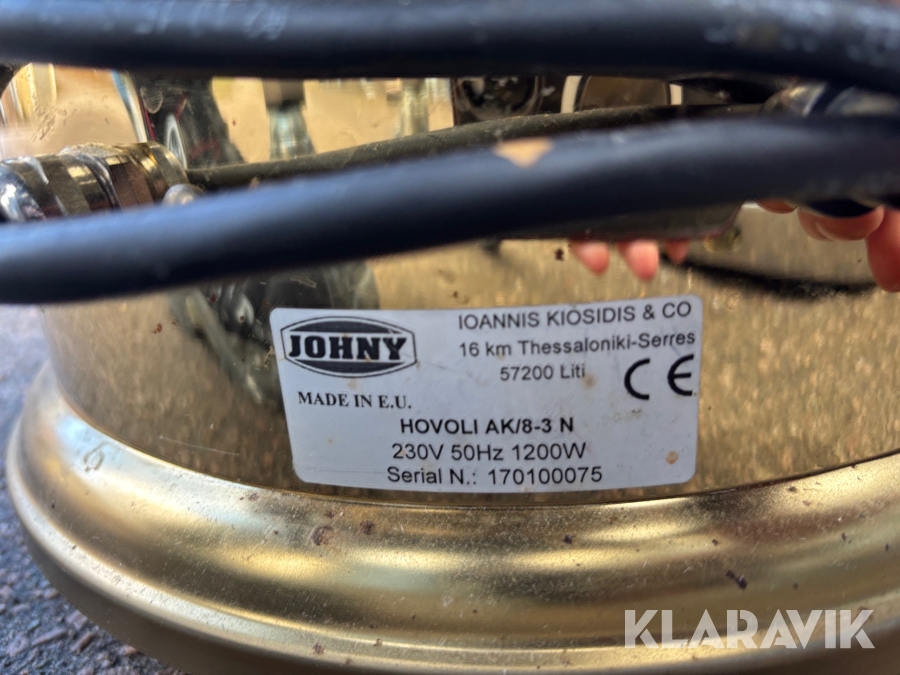 JOHNY
IOANNIS KIOSIDIS & CO
16 km Thessaloniki-Serres
57200 Liti
CE
MADE IN E.U.
HOVOLI AK/8-3 N
230V 50Hz 1200W
Serial N.: 170100075
KLARAVIK